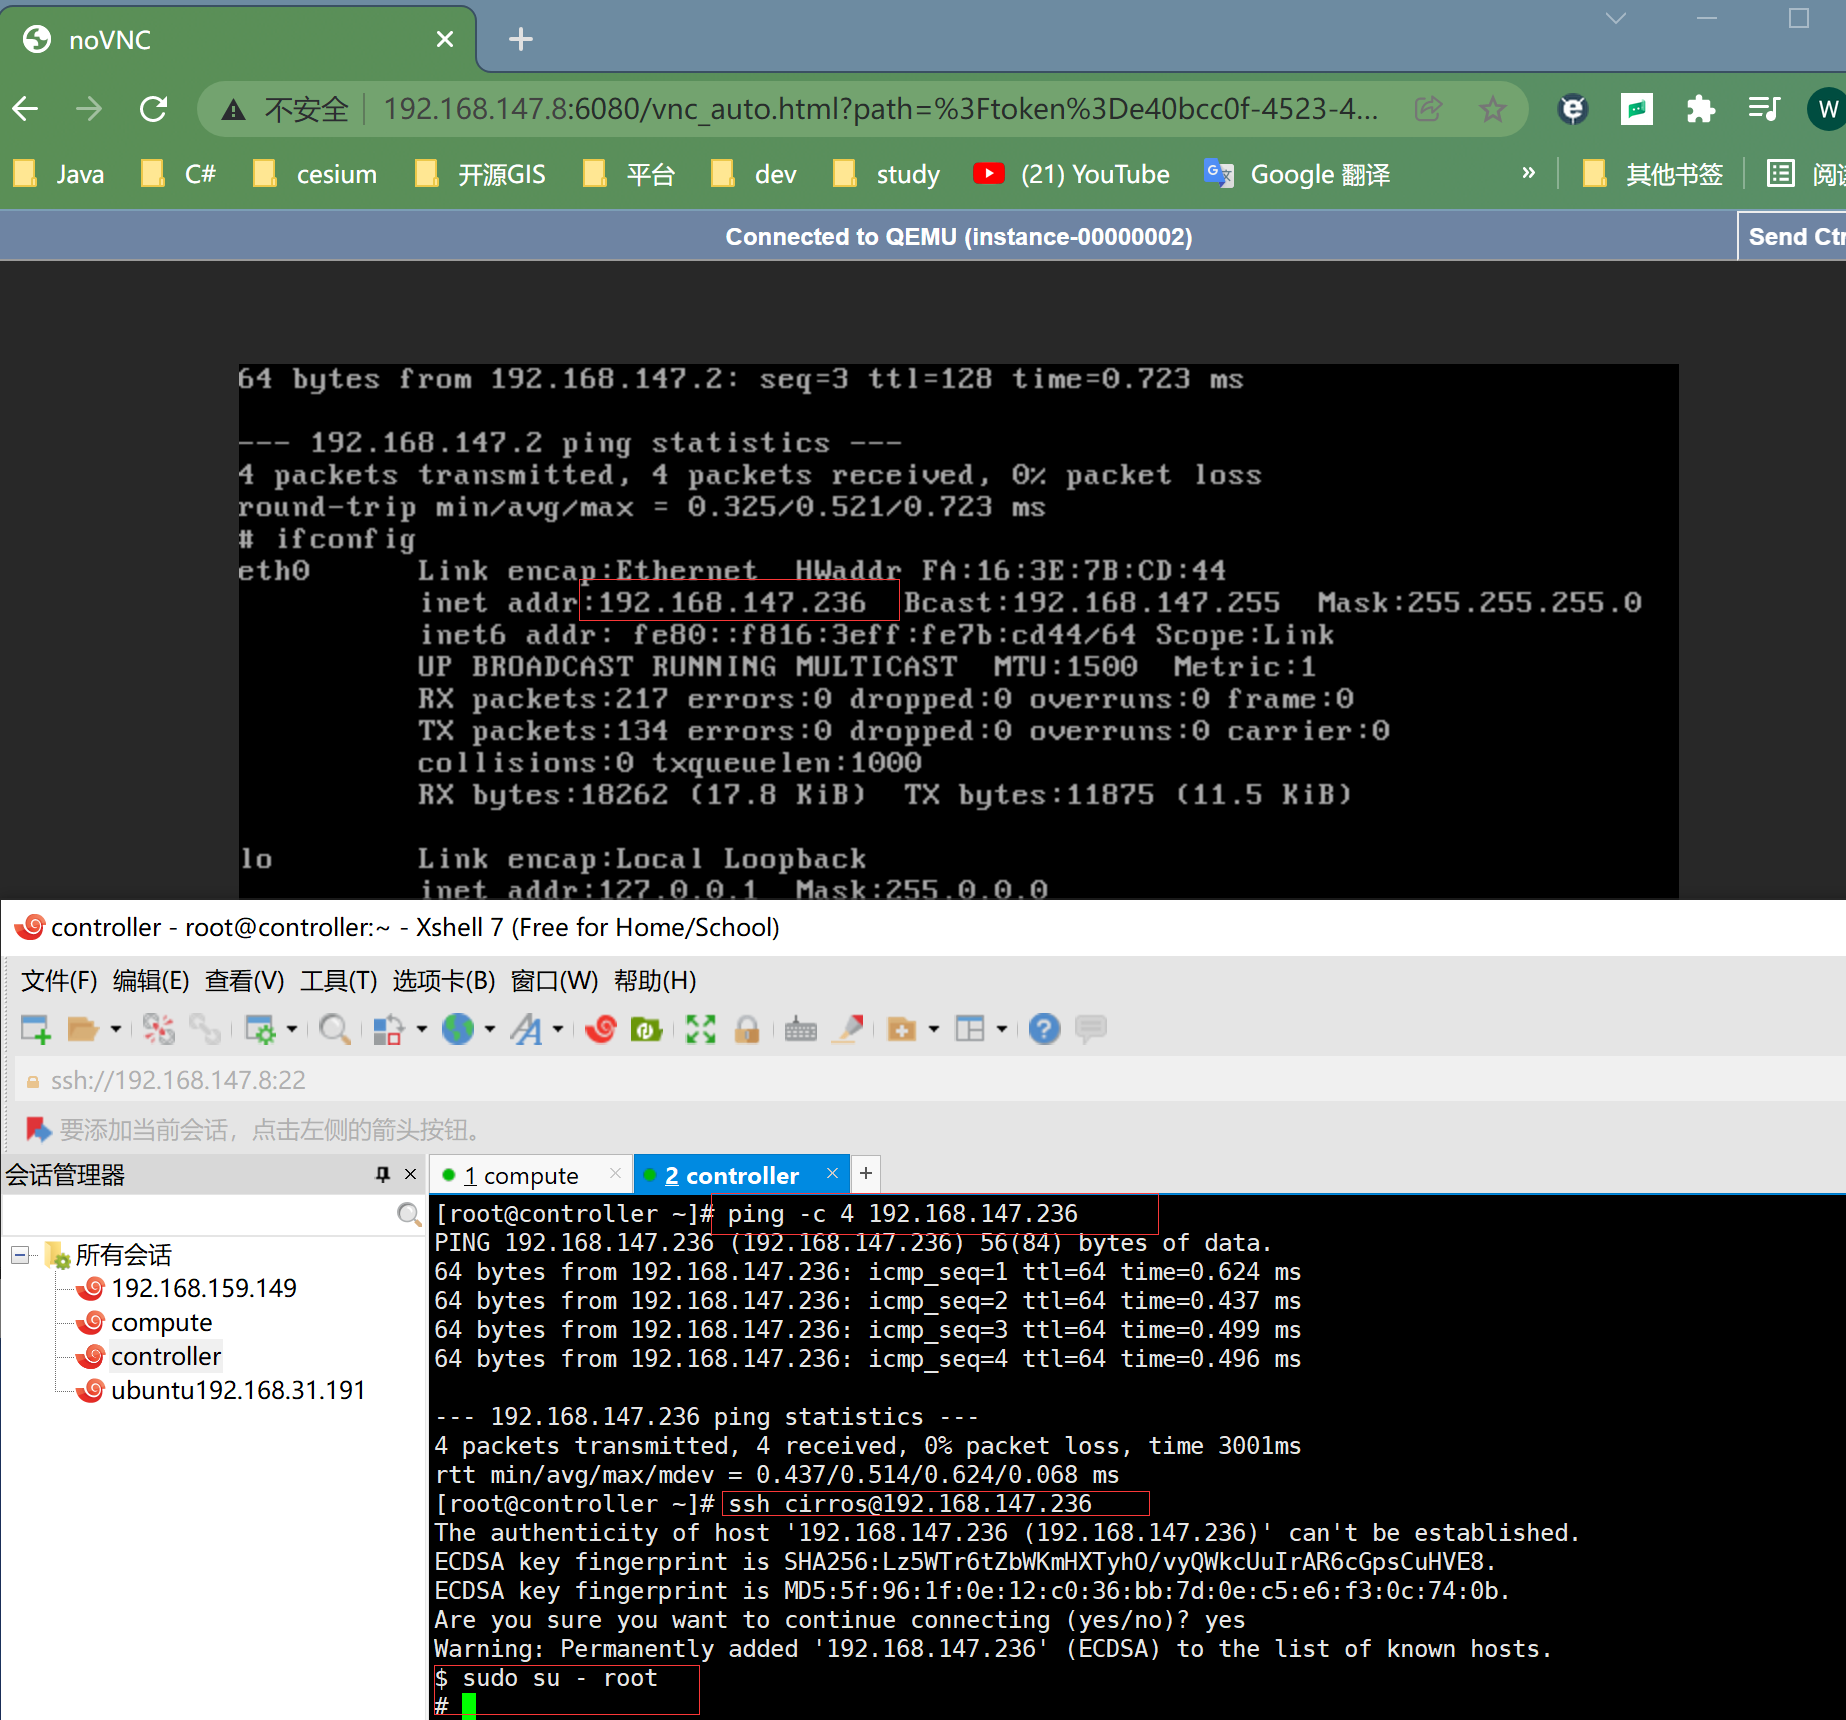 noVNC
不安全 192.168.147.8:6080/vnc_auto.html?path=%3Ftoken%3De40bcc0f-4523-4...
W
Java C# cesium 开源GIS 平台 dev study (21) YouTube Google 翻译 » 其他书签
Connected to QEMU (instance-00000002) Send Ctr
64 bytes from 192.168.147.2: seq=3 ttl=128 time=0.723 ms
--- 192.168.147.2 ping statistics ---
4 packets transmitted, 4 packets received, 0% packet loss
round-trip min/avg/max = 0.325/0.521/0.723 ms
# ifconfig
eth0 Link encap:Ethernet HWaddr FA:16:3E:7B:CD:44
inet addr:192.168.147.236 Bcast:192.168.147.255 Mask:255.255.255.0
inet6 addr: fe80::f816:3eff:fe7b:cd44/64 Scope:Link
UP BROADCAST RUNNING MULTICAST MTU:1500 Metric:1
RX packets:217 errors:0 dropped:0 overruns:0 frame:0
TX packets:134 errors:0 dropped:0 overruns:0 carrier:0
collisions:0 txqueuelen:1000
RX bytes:18262 (17.8 KiB) TX bytes:11875 (11.5 KiB)
lo Link encap:Local Loopback
inet addr:127.0.0.1 Mask:255.0.0.0
controller - root@controller:~ - Xshell 7 (Free for Home/School)
文件(F) 编辑(E) 查看(V) 工具(T) 选项卡(B) 窗口(W) 帮助(H)
ssh://192.168.147.8:22
要添加当前会话，点击左侧的箭头按钮。
会话管理器
所有会话
192.168.159.149
compute
controller
ubuntu192.168.31.191
1 compute 2 controller
[root@controller ~]# ping -c 4 192.168.147.236
PING 192.168.147.236 (192.168.147.236) 56(84) bytes of data.
64 bytes from 192.168.147.236: icmp_seq=1 ttl=64 time=0.624 ms
64 bytes from 192.168.147.236: icmp_seq=2 ttl=64 time=0.437 ms
64 bytes from 192.168.147.236: icmp_seq=3 ttl=64 time=0.499 ms
64 bytes from 192.168.147.236: icmp_seq=4 ttl=64 time=0.496 ms
--- 192.168.147.236 ping statistics ---
4 packets transmitted, 4 received, 0% packet loss, time 3001ms
rtt min/avg/max/mdev = 0.437/0.514/0.624/0.068 ms
[root@controller ~]# ssh cirros@192.168.147.236
The authenticity of host '192.168.147.236 (192.168.147.236)' can't be established.
ECDSA key fingerprint is SHA256:Lz5WTr6tZbWKmHXTyhO/vyQWkcUuIrAR6cGpsCuHVE8.
ECDSA key fingerprint is MD5:5f:96:1f:0e:12:c0:36:bb:7d:0e:c5:e6:f3:0c:74:0b.
Are you sure you want to continue connecting (yes/no)? yes
Warning: Permanently added '192.168.147.236' (ECDSA) to the list of known hosts.
$ sudo su - root
#